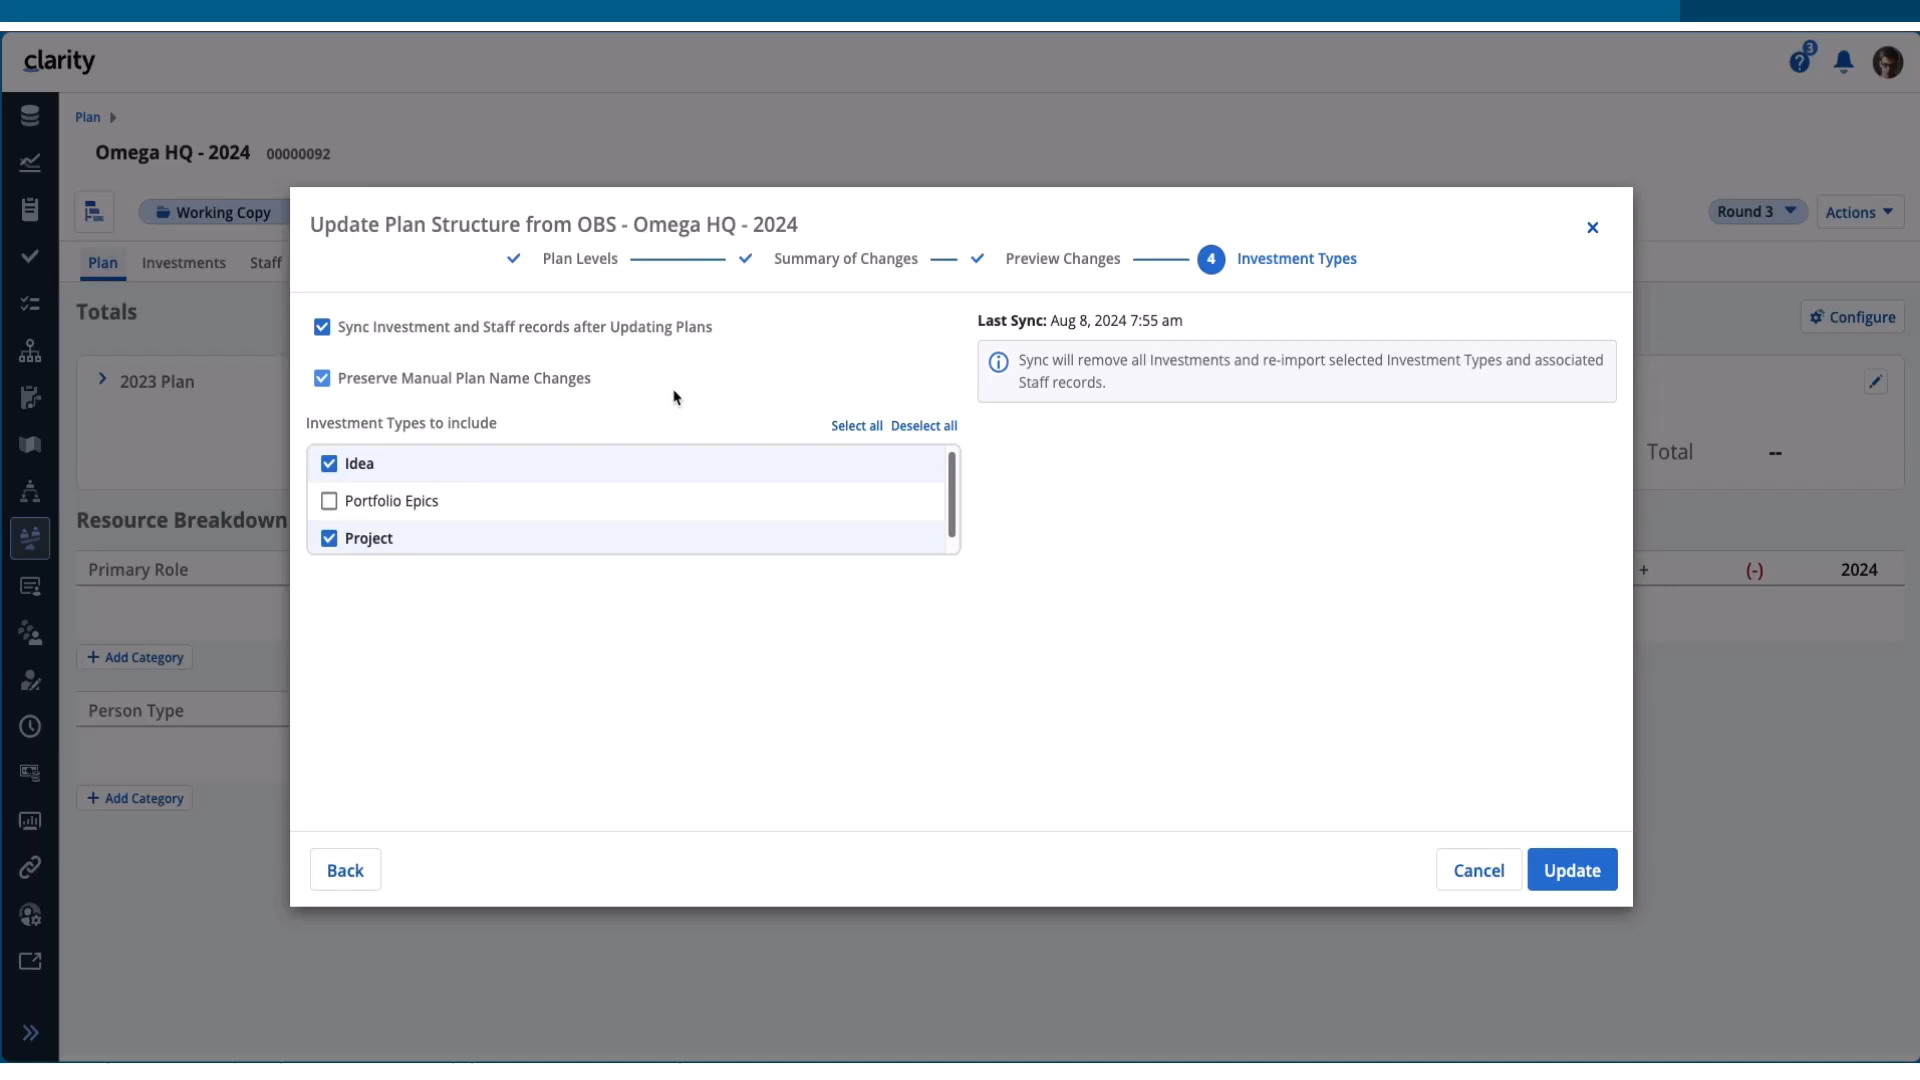 clarity
3
Plan
Omega HQ - 2024 00000092
Working Copy
Round 3
Actions
Plan Investments Staff
Totals
Configure
2023 Plan
Total --
Resource Breakdown
Primary Role
+ (-) 2024
+ Add Category
Person Type
+ Add Category
Update Plan Structure from OBS - Omega HQ - 2024
Plan Levels Summary of Changes Preview Changes 4 Investment Types
Sync Investment and Staff records after Updating Plans
Preserve Manual Plan Name Changes
Investment Types to include
Select all Deselect all
Idea
Portfolio Epics
Project
Last Sync: Aug 8, 2024 7:55 am
Sync will remove all Investments and re-import selected Investment Types and associated
Staff records.
Back
Cancel
Update